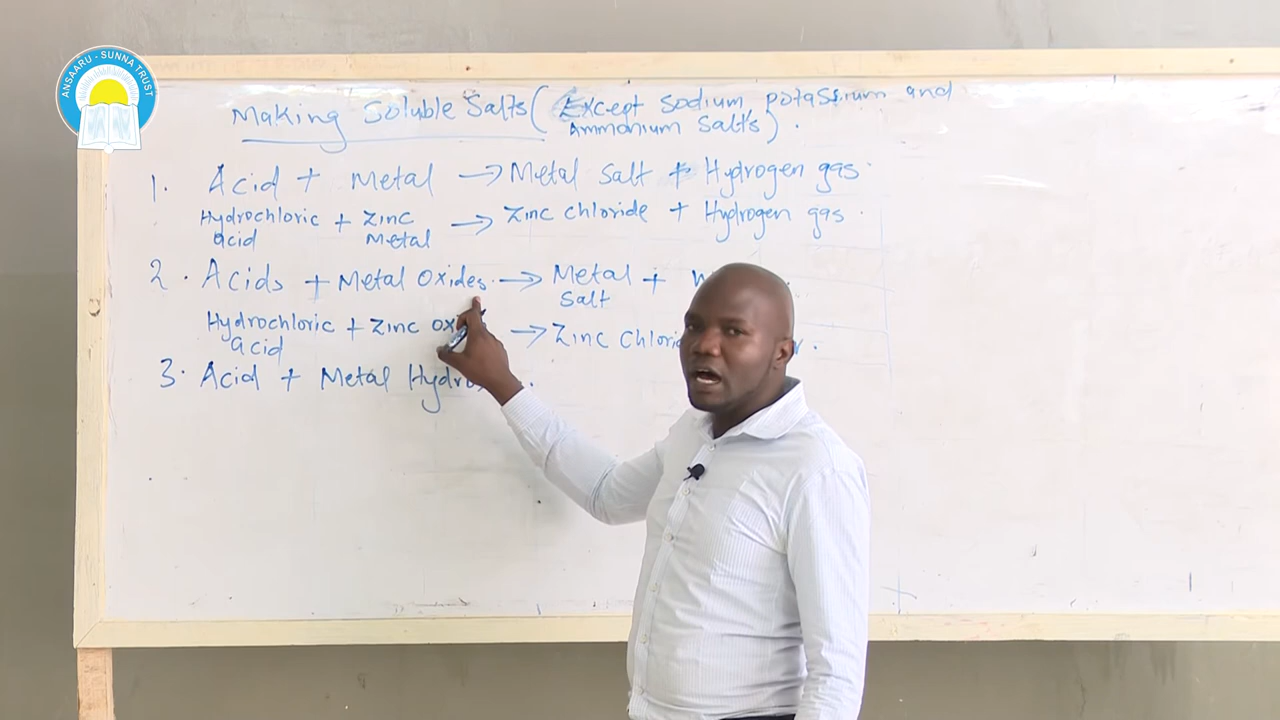 ANSAARU - SUNNA TRUST
Making Soluble Salts (Except Sodium, potassium and
Ammonium Salts).
1. Acid + Metal → Metal Salt + Hydrogen gas.
Hydrochloric acid + Zinc Metal → Zinc chloride + Hydrogen gas.
2. Acids + Metal Oxides. → Metal Salt +
Hydrochloric acid + Zinc → Zinc
3. Acid + Metal